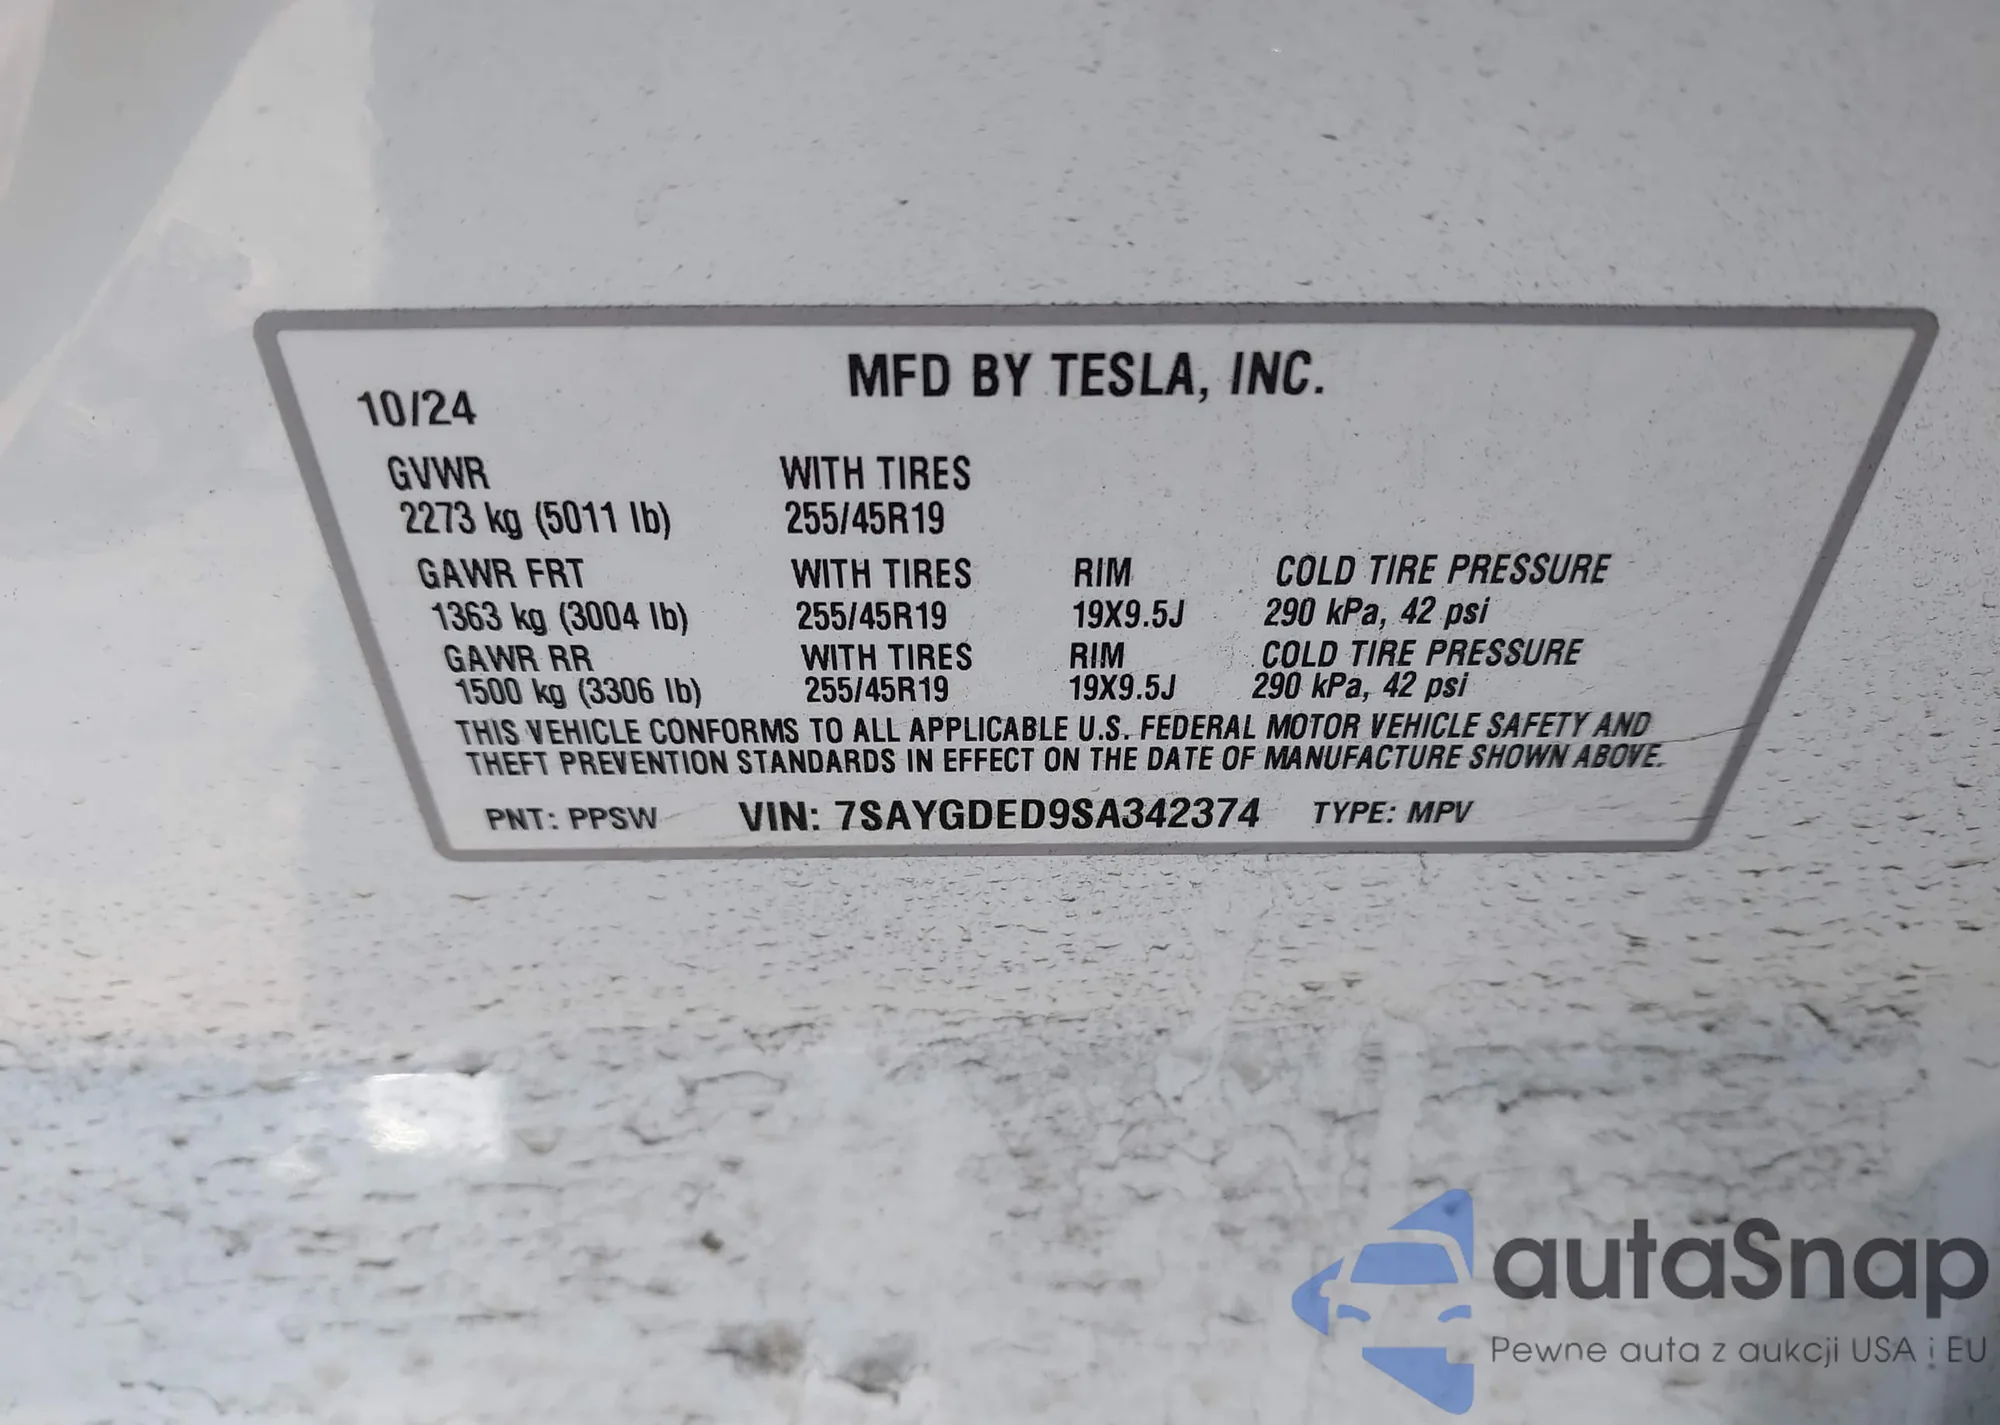 MFD BY TESLA, INC.
10/24
GVWR WITH TIRES
2273 kg (5011 lb) 255/45R19
GAWR FRT WITH TIRES RIM COLD TIRE PRESSURE
1363 kg (3004 lb) 255/45R19 19X9.5J 290 kPa, 42 psi
GAWR RR WITH TIRES RIM COLD TIRE PRESSURE
1500 kg (3306 lb) 255/45R19 19X9.5J 290 kPa, 42 psi
THIS VEHICLE CONFORMS TO ALL APPLICABLE U.S. FEDERAL MOTOR VEHICLE SAFETY AND
THEFT PREVENTION STANDARDS IN EFFECT ON THE DATE OF MANUFACTURE SHOWN ABOVE.
PNT: PPSW VIN: 7SAYGDED9SA342374 TYPE: MPV
autaSnap
Pewne auta z aukcji USA i EU